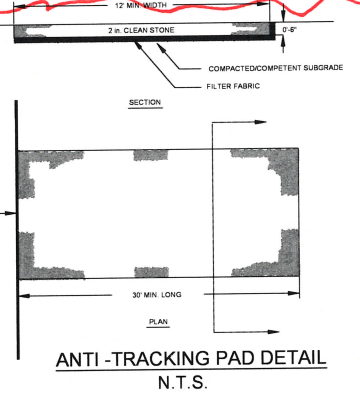 12' MIN. WIDTH
2 in. CLEAN STONE
0'-6"
COMPACTED/COMPETENT SUBGRADE
FILTER FABRIC
SECTION
30' MIN. LONG
PLAN
ANTI -TRACKING PAD DETAIL
N.T.S.